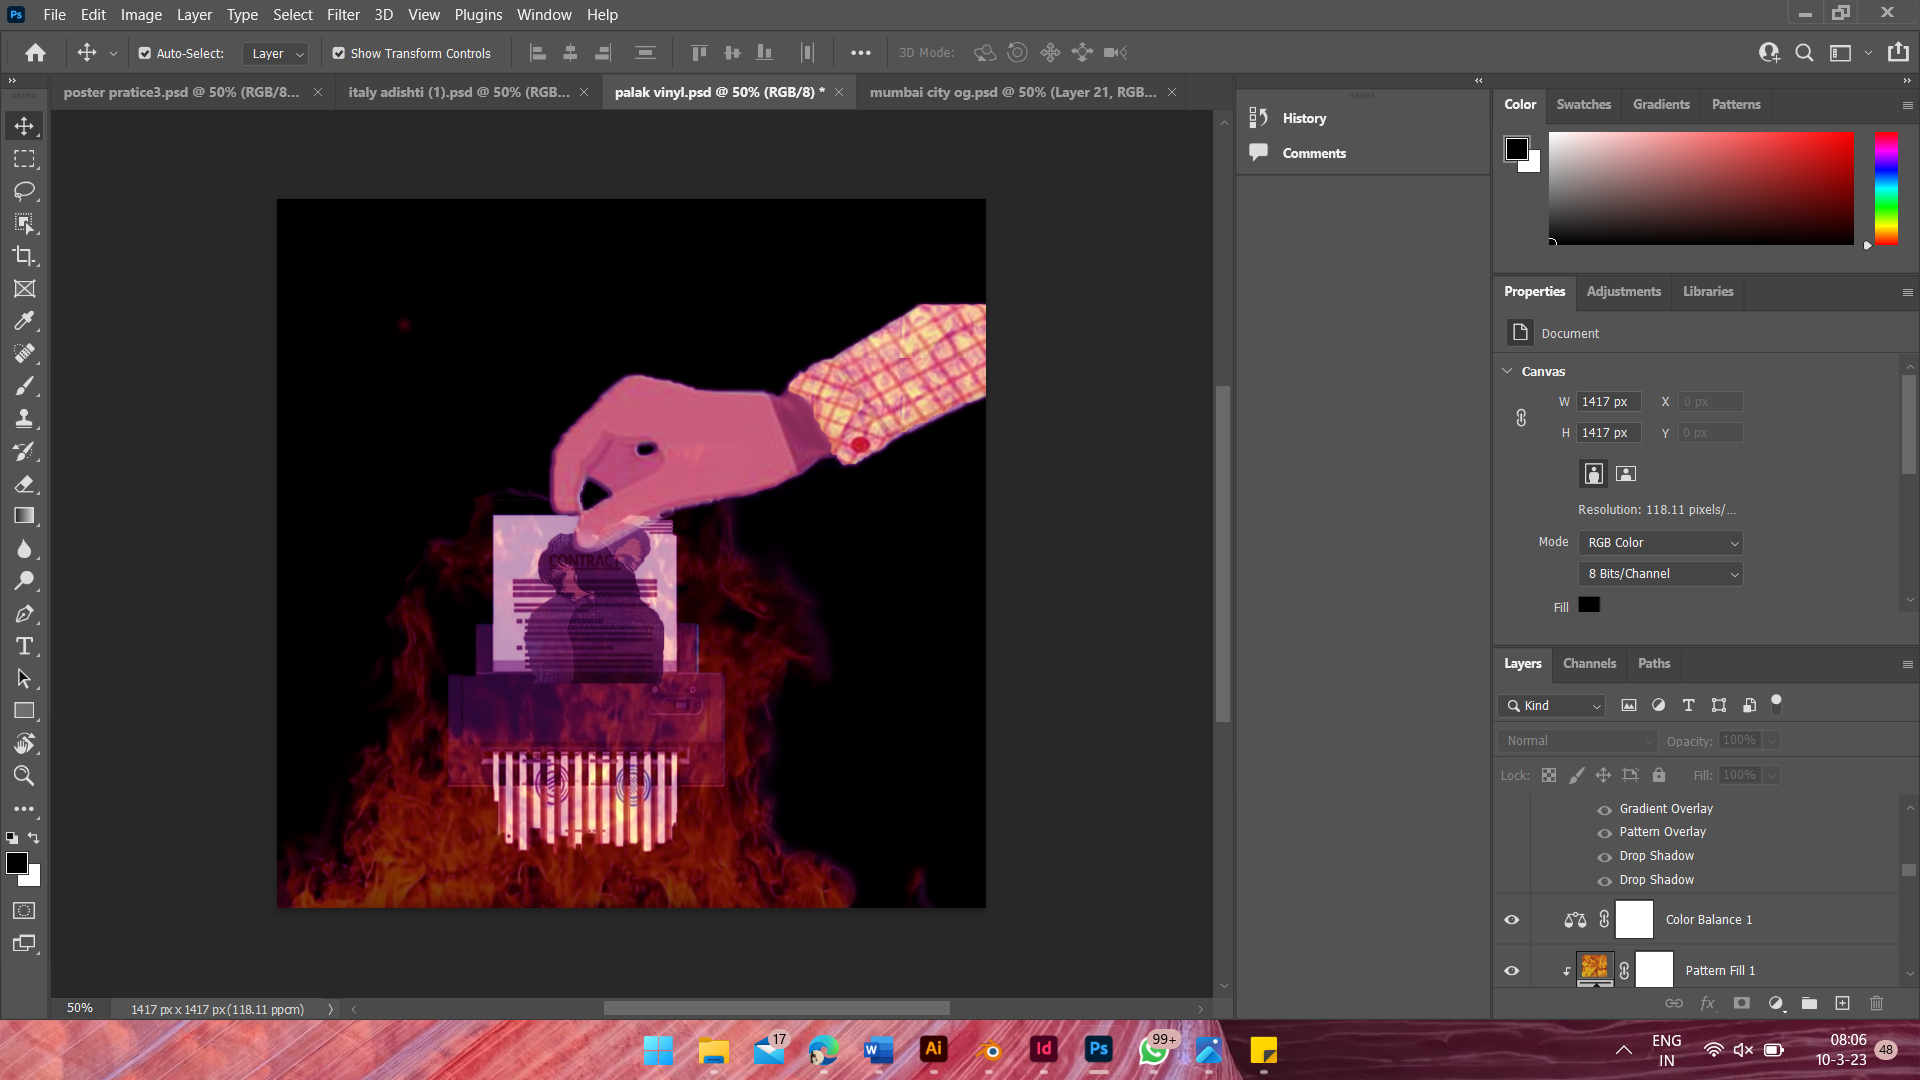 Ps File Edit Image Layer Type Select Filter 3D View Plugins Window Help
Auto-Select: Layer Show Transform Controls 3D Mode:
poster pratice3.psd @ 50% (RGB/8... italy adishti (1).psd @ 50% (RGB... palak vinyl.psd @ 50% (RGB/8) * mumbai city og.psd @ 50% (Layer 21, RGB...
History
Comments
Color Swatches Gradients Patterns
Properties Adjustments Libraries
Document
Canvas
W 1417 px X 0 px
H 1417 px Y 0 px
Resolution: 118.11 pixels/...
Mode RGB Color
8 Bits/Channel
Fill
CONTRACT
Layers Channels Paths
Kind
Normal Opacity: 100%
Lock: Fill: 100%
Gradient Overlay
Pattern Overlay
Drop Shadow
Drop Shadow
Color Balance 1
Pattern Fill 1
fx
50% 1417 px x 1417 px (118.11 ppcm)
17 W Ai Id Ps 99+
ENG
IN
08:06
10-3-23
48